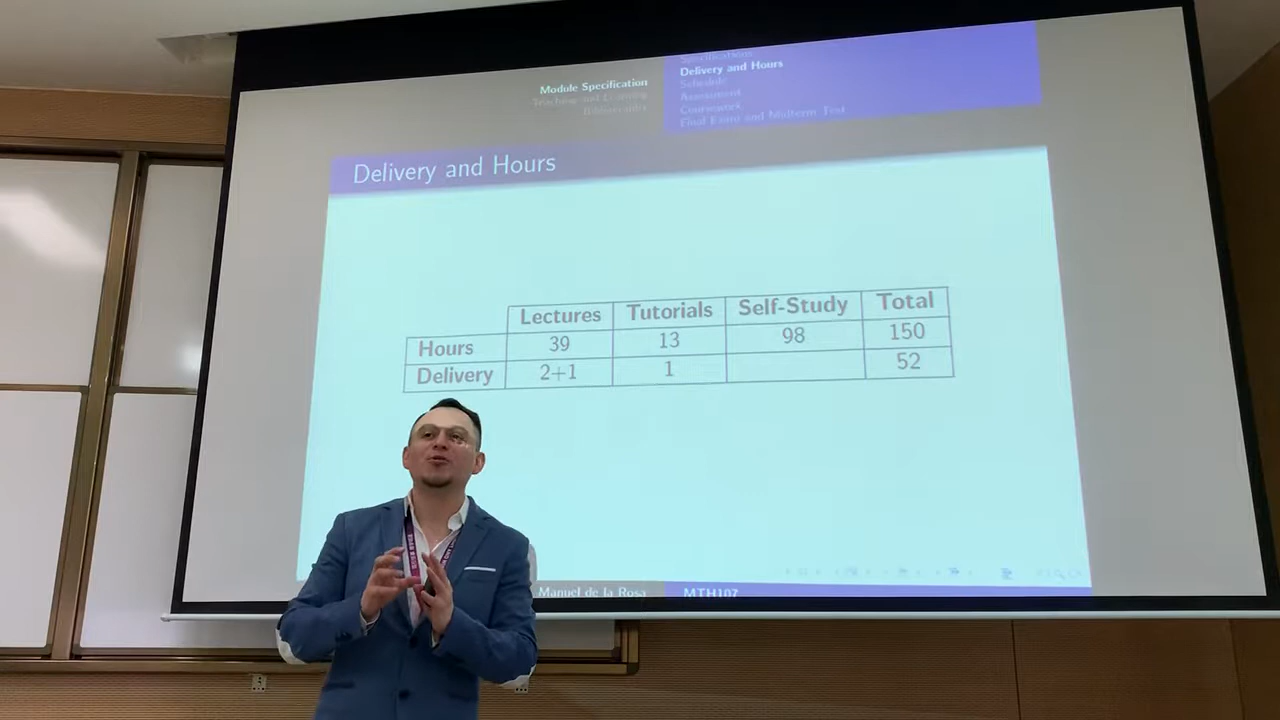 Module Specification
Teaching and Learning
Specifications
Delivery and Hours
Schedule
Assessment
Coursework
Final Exam and Midterm Test
Delivery and Hours
Lectures Tutorials Self-Study Total
Hours 39 13 98 150
Delivery 2+1 1 52
Manuel de la Rosa MTH107